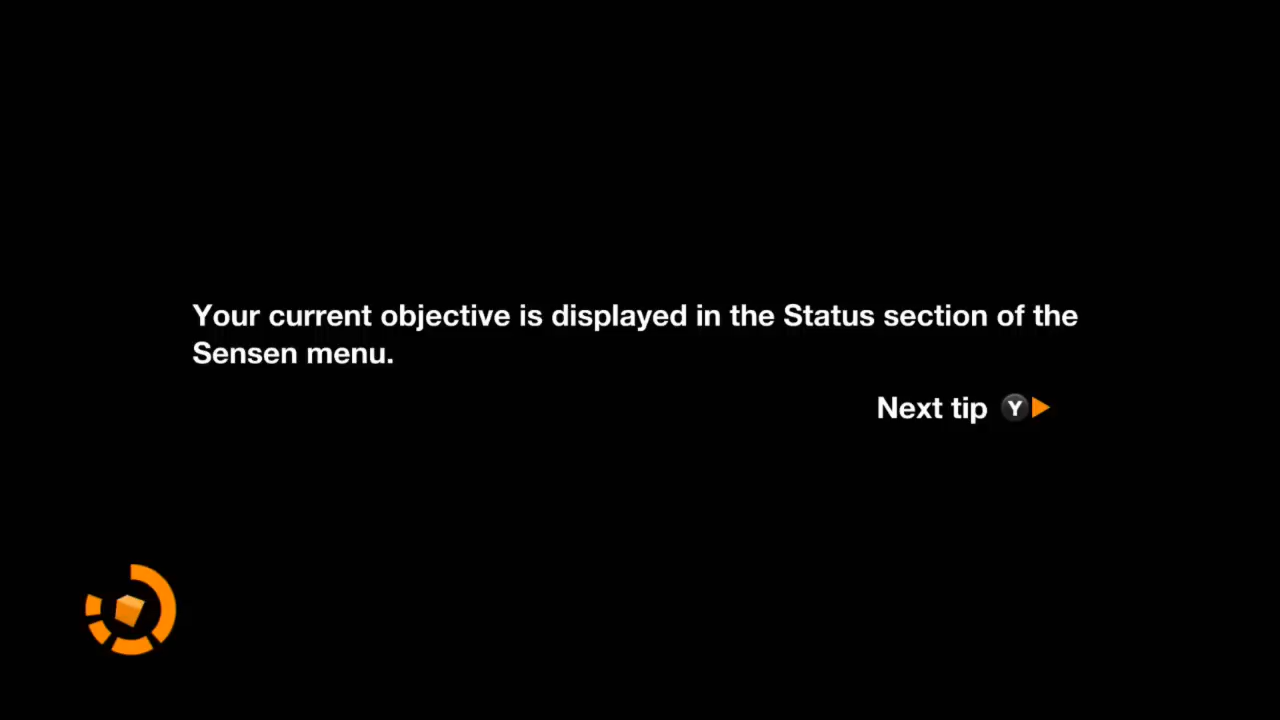 Your current objective is displayed in the Status section of the
Sensen menu.
Next tip Y